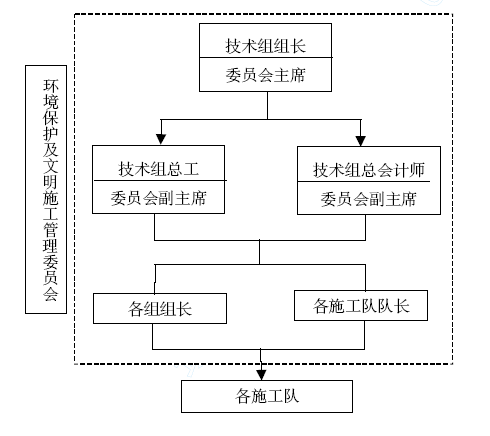 技术组组长
委员会主席
环境保护及文明施工管理委员会
技术组总工
委员会副主席
技术组总会计师
委员会副主席
各组组长
各施工队队长
各施工队